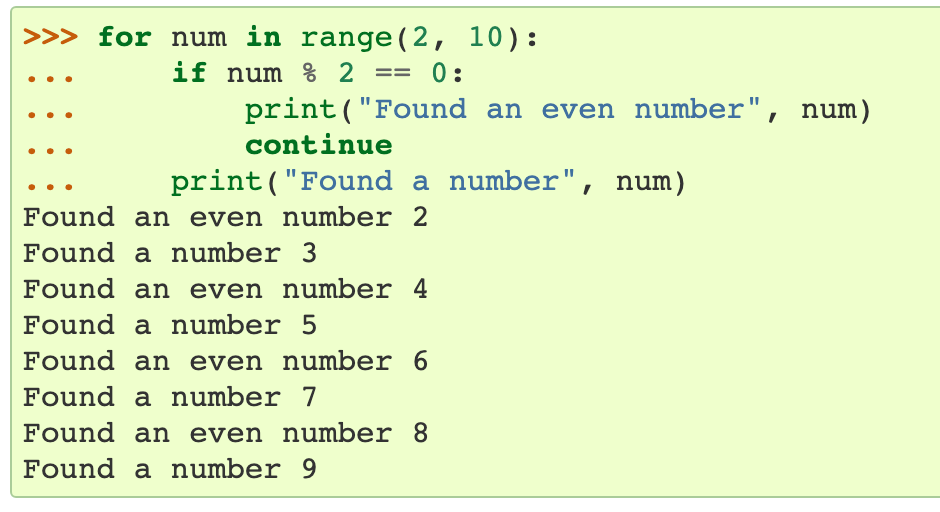 >>> for num in range(2, 10):
...     if num % 2 == 0:
...         print("Found an even number", num)
...         continue
...     print("Found a number", num)
Found an even number 2
Found a number 3
Found an even number 4
Found a number 5
Found an even number 6
Found a number 7
Found an even number 8
Found a number 9